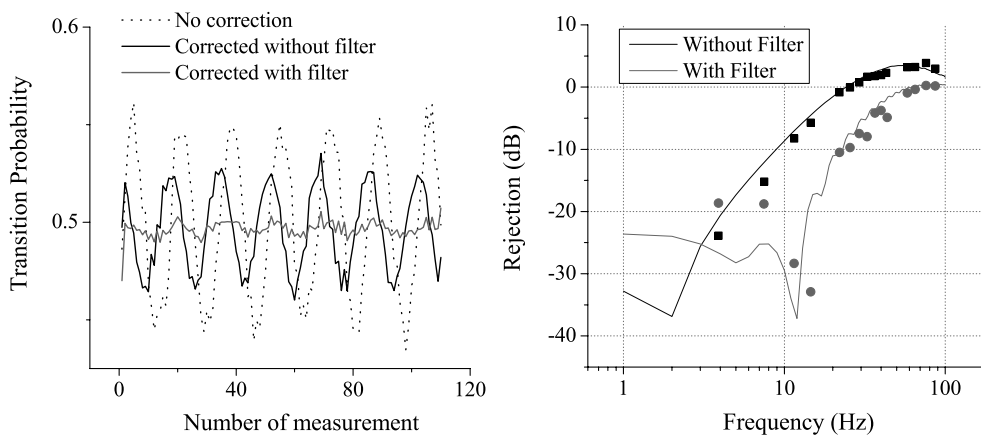 No correction
Corrected without filter
Corrected with filter
0.6
0.5
Transition Probability
0
40
80
120
Number of measurement
Without Filter
With Filter
10
0
-10
-20
-30
-40
Rejection (dB)
1
10
100
Frequency (Hz)